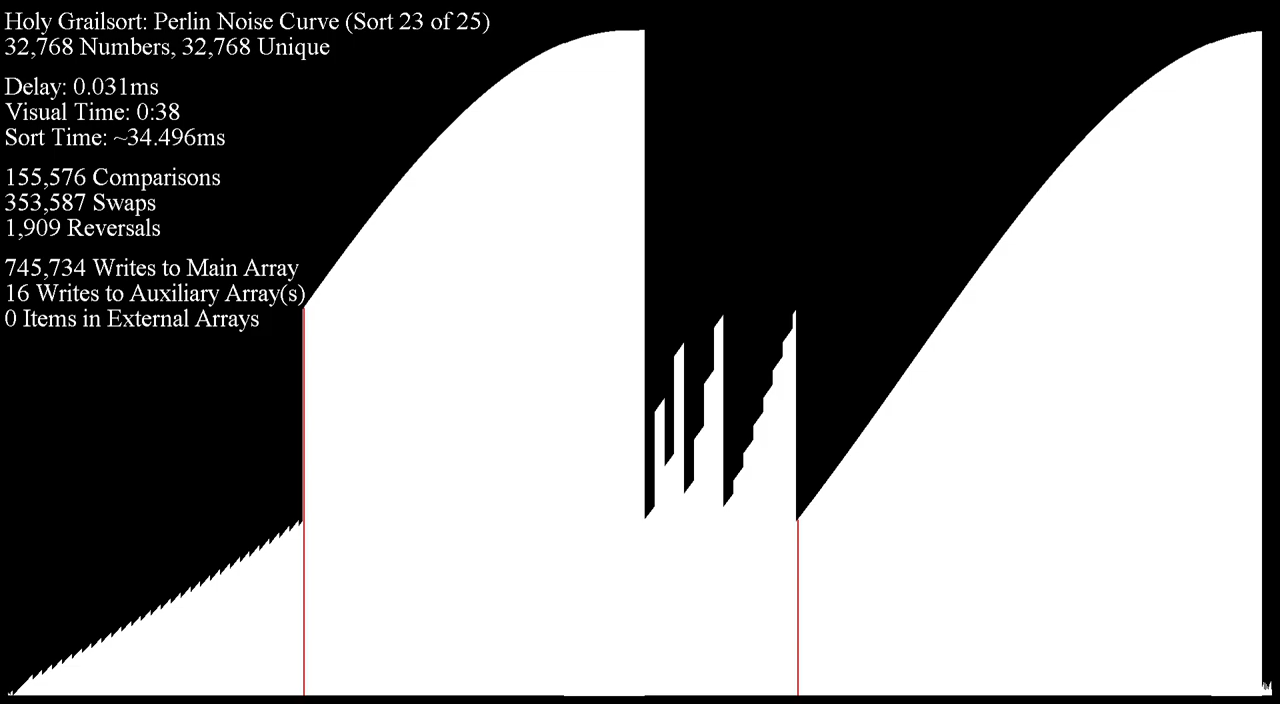 Holy Grailsort: Perlin Noise Curve (Sort 23 of 25)
32,768 Numbers, 32,768 Unique
Delay: 0.031ms
Visual Time: 0:38
Sort Time: ~34.496ms
155,576 Comparisons
353,587 Swaps
1,909 Reversals
745,734 Writes to Main Array
16 Writes to Auxiliary Array(s)
0 Items in External Arrays